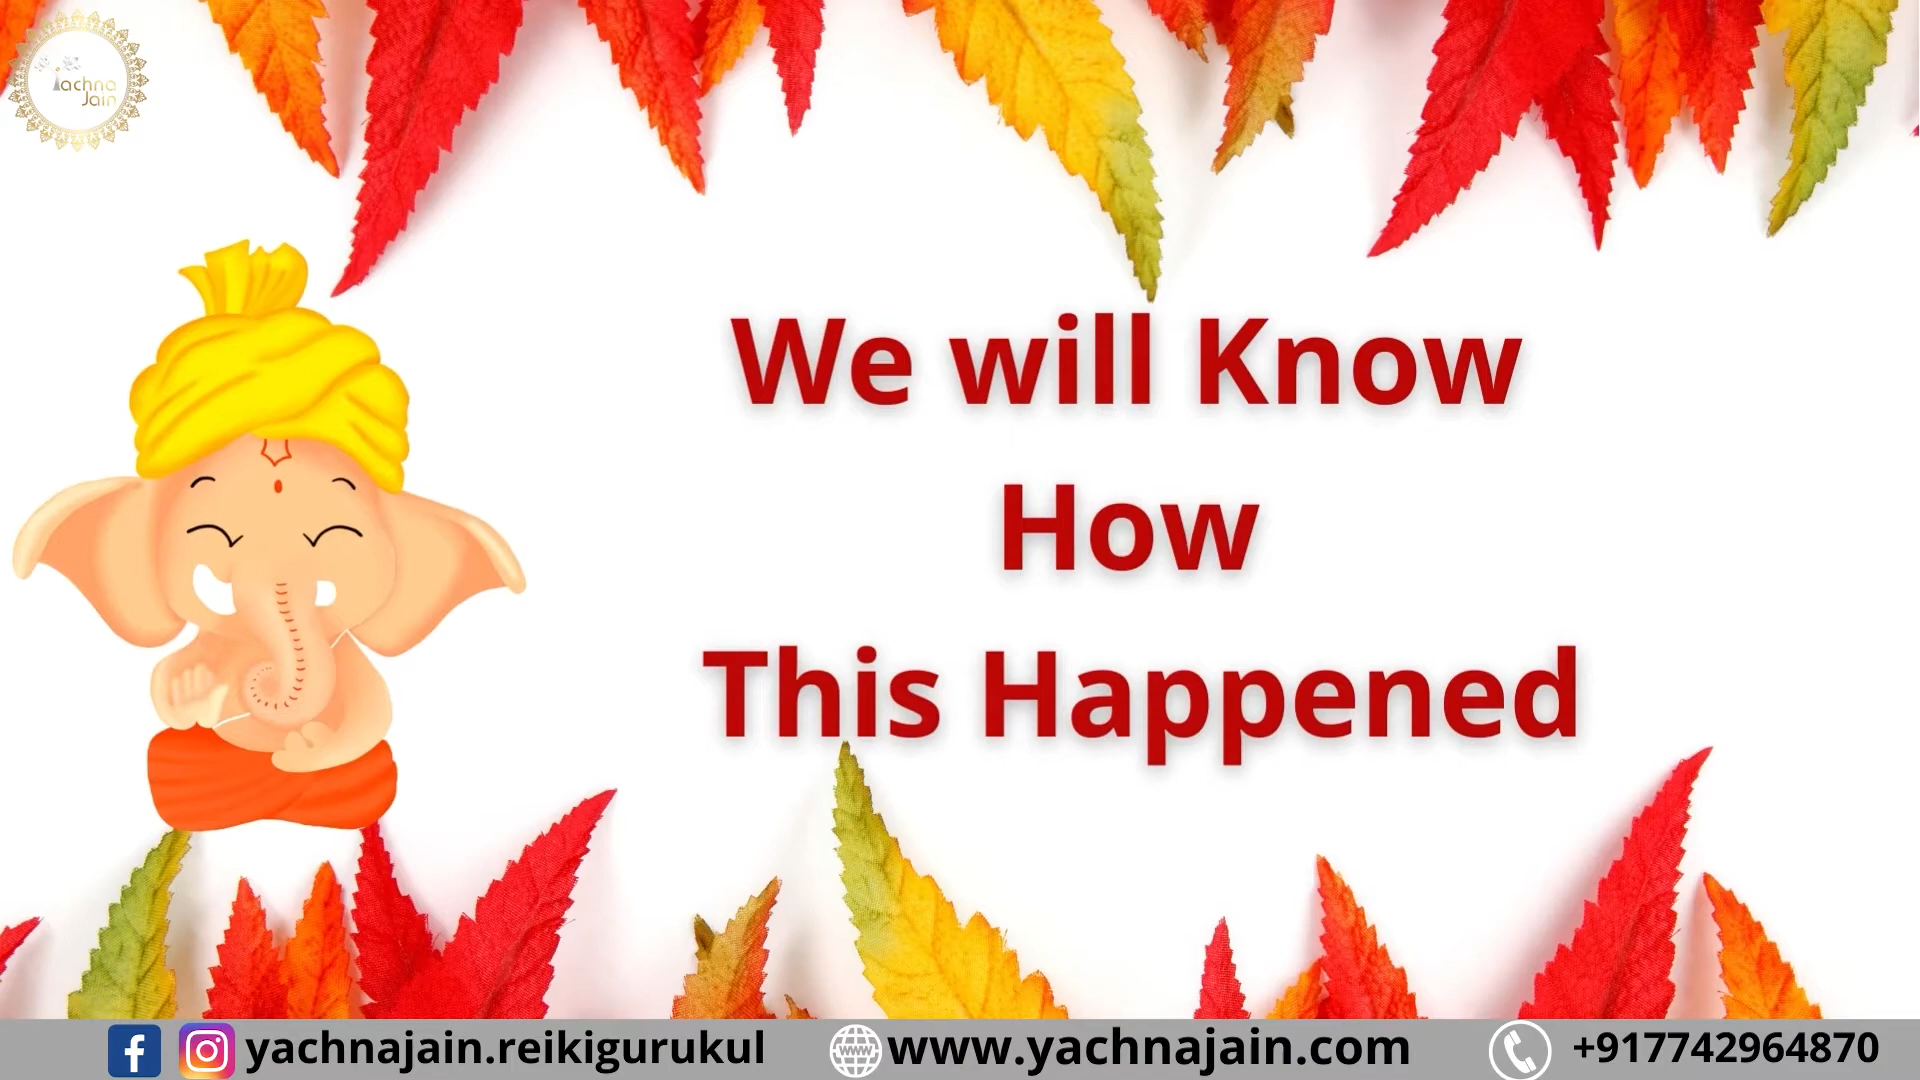 Yachna
Jain
We will Know
How
This Happened
yachnajain.reikigurukul
www.yachnajain.com
+917742964870